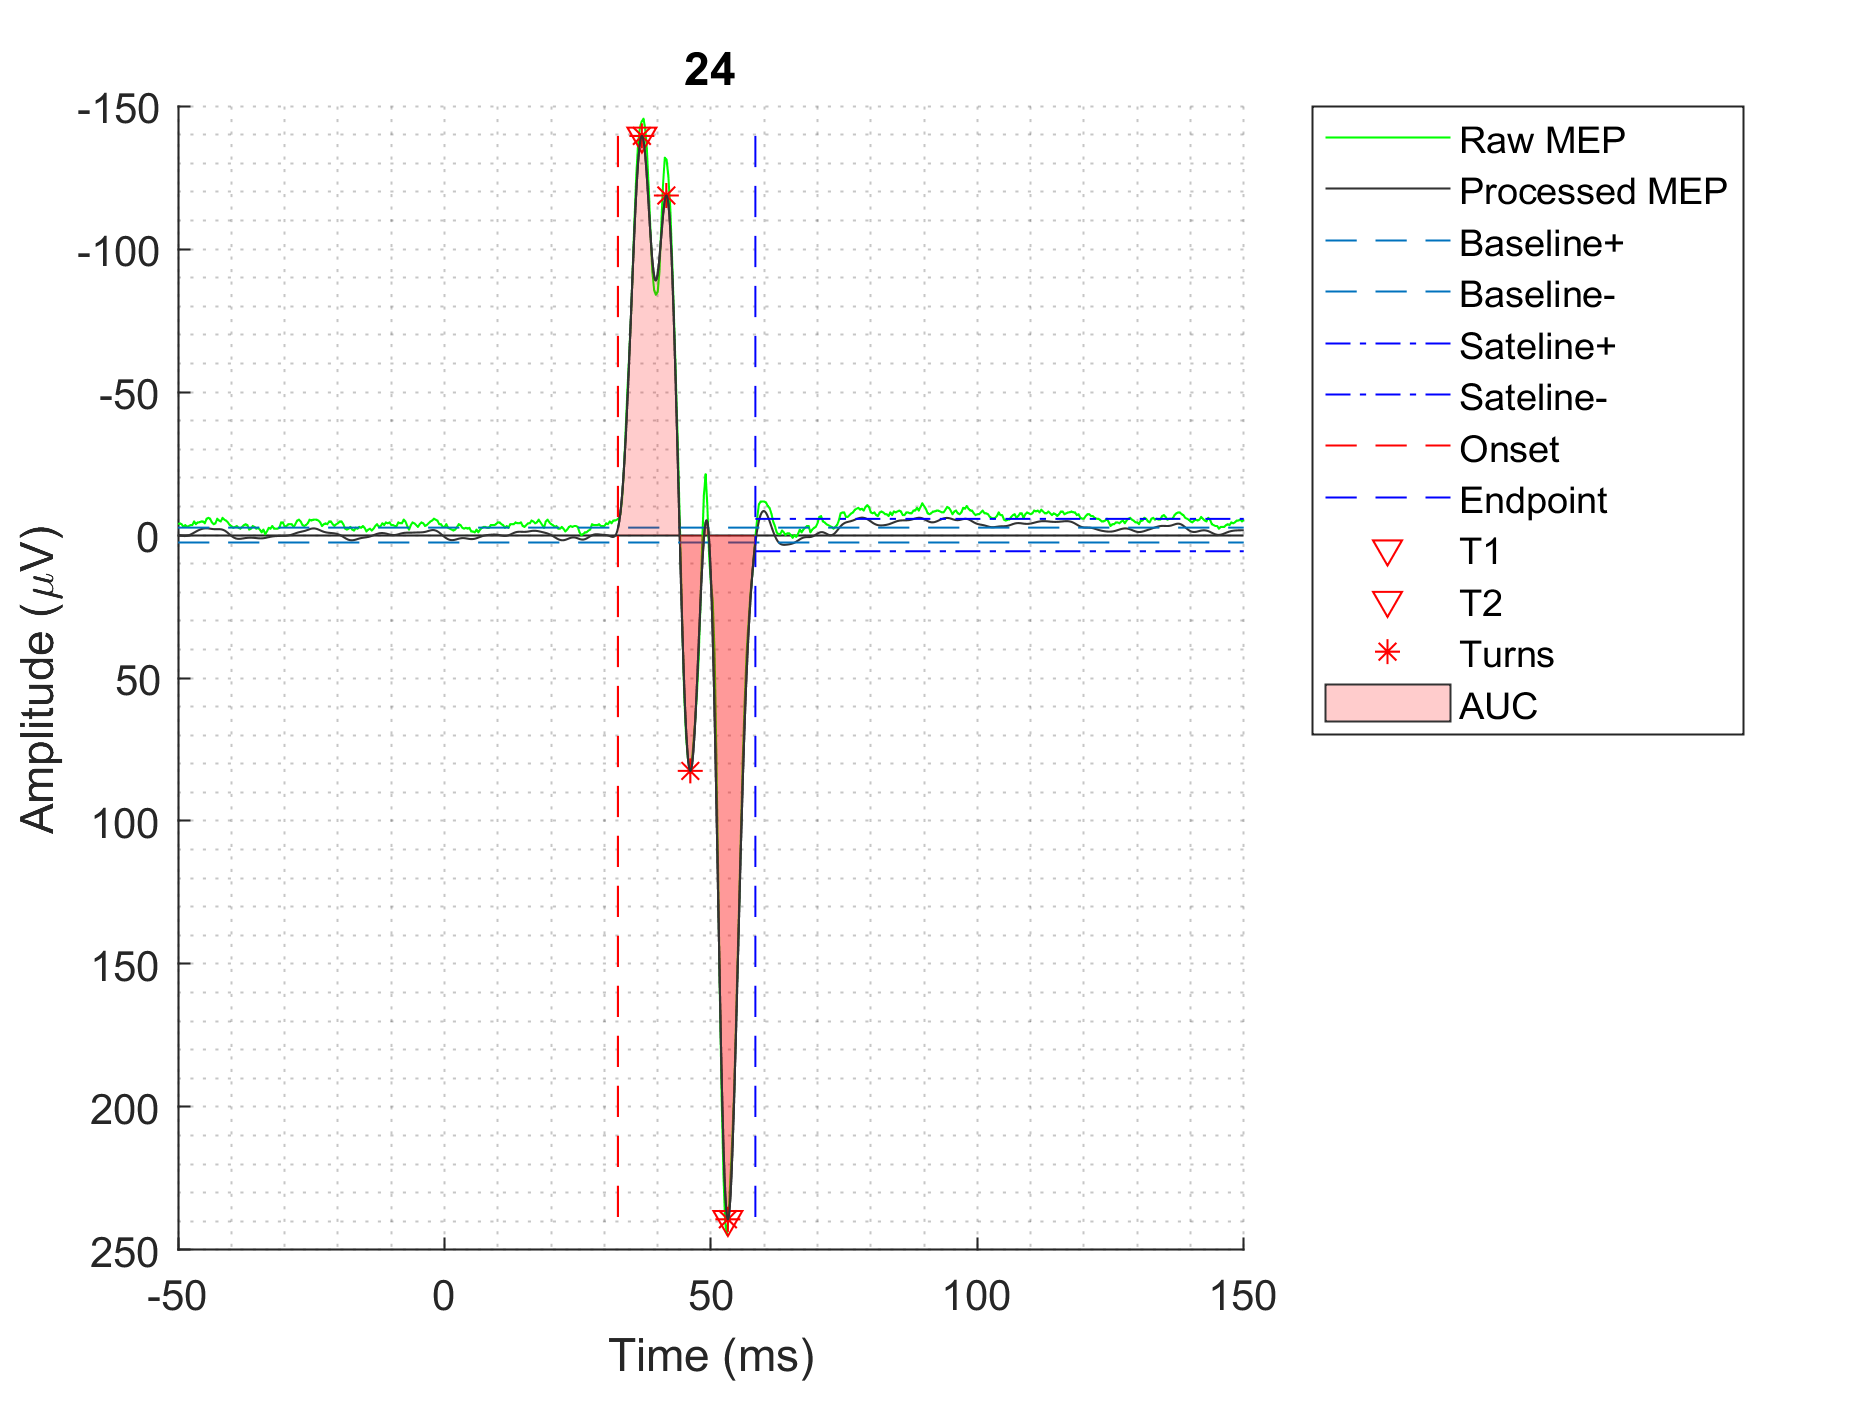 24
-150
-100
-50
0
50
100
150
200
250
Amplitude (μV)
-50 0 50 100 150
Time (ms)
Raw MEP
Processed MEP
Baseline+
Baseline-
Sateline+
Sateline-
Onset
Endpoint
T1
T2
Turns
AUC